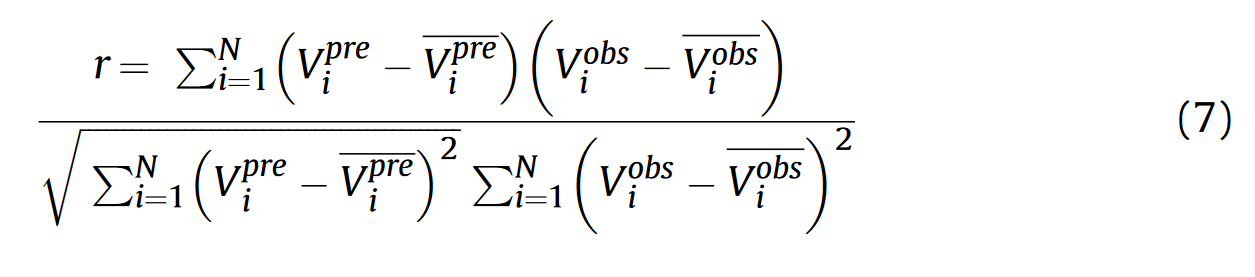 r = ∑_{i=1}^{N} (V_i^{pre} − \overline{V_i^{pre}}) (V_i^{obs} − \overline{V_i^{obs}})
√ ∑_{i=1}^{N} (V_i^{pre} − \overline{V_i^{pre}})^2 ∑_{i=1}^{N} (V_i^{obs} − \overline{V_i^{obs}})^2
(7)